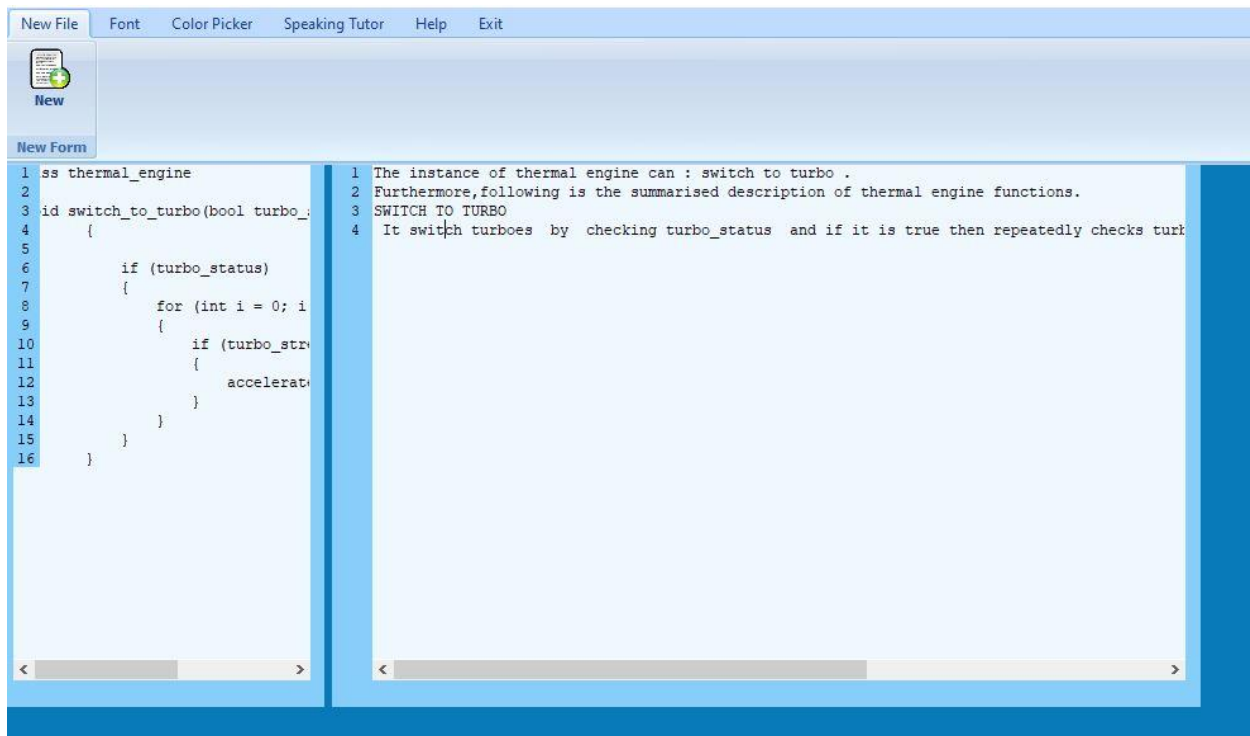 New File Font Color Picker Speaking Tutor Help Exit
New
New Form
1 ss thermal_engine
2
3 id switch_to_turbo(bool turbo_
4 {
5
6 if (turbo_status)
7 {
8 for (int i = 0; i
9 {
10 if (turbo_str
11 {
12 accelerat
13 }
14 }
15 }
16 }
1 The instance of thermal engine can : switch to turbo .
2 Furthermore,following is the summarised description of thermal engine functions.
3 SWITCH TO TURBO
4 It switch turboes by checking turbo_status and if it is true then repeatedly checks turb